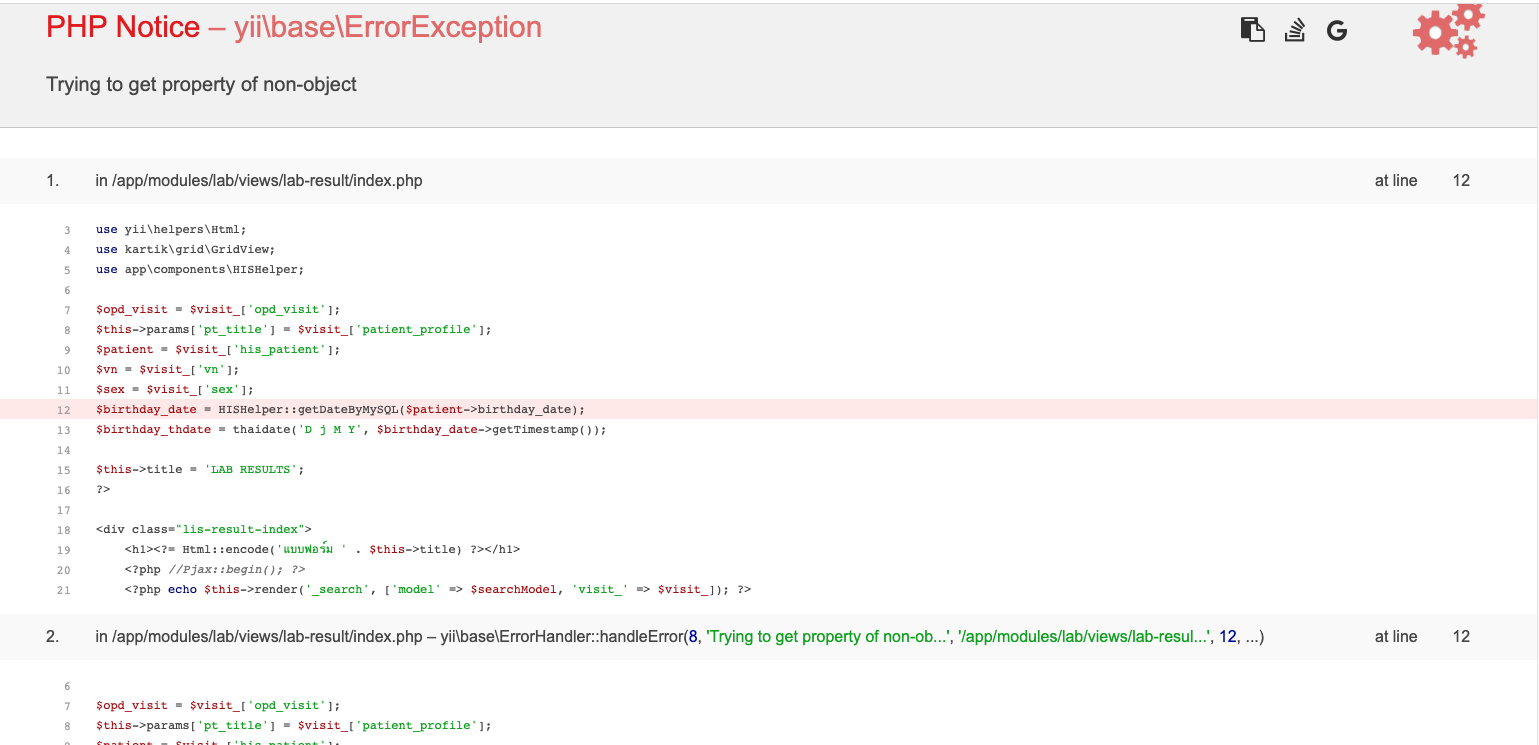 PHP Notice – yii\base\ErrorException
Trying to get property of non-object
1. in /app/modules/lab/views/lab-result/index.php at line 12
3 use yii\helpers\Html;
4 use kartik\grid\GridView;
5 use app\components\HISHelper;
6
7 $opd_visit = $visit_['opd_visit'];
8 $this->params['pt_title'] = $visit_['patient_profile'];
9 $patient = $visit_['his_patient'];
10 $vn = $visit_['vn'];
11 $sex = $visit_['sex'];
12 $birthday_date = HISHelper::getDateByMySQL($patient->birthday_date);
13 $birthday_thdate = thaidate('D j M Y', $birthday_date->getTimestamp());
14
15 $this->title = 'LAB RESULTS';
16 ?>
17
18 <div class="lis-result-index">
19 <h1><?= Html::encode('แบบฟอร์ม ' . $this->title) ?></h1>
20 <?php //Pjax::begin(); ?>
21 <?php echo $this->render('_search', ['model' => $searchModel, 'visit_' => $visit_]); ?>
2. in /app/modules/lab/views/lab-result/index.php – yii\base\ErrorHandler::handleError(8, 'Trying to get property of non-ob...', '/app/modules/lab/views/lab-resul...', 12, ...) at line 12
6
7 $opd_visit = $visit_['opd_visit'];
8 $this->params['pt_title'] = $visit_['patient_profile'];
9 $patient = $visit_['his_patient'];